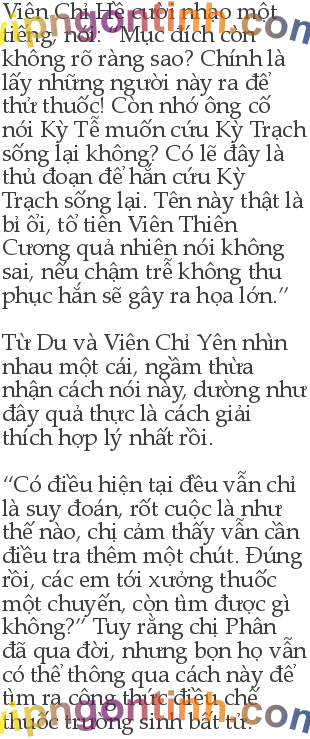 Viên Chỉ Hề cười nhạo một
tiếng, nói: “Mục đích còn
không rõ ràng sao? Chính là
lấy những người này ra để
thử thuốc! Còn nhớ ông cố
nói Kỳ Tễ muốn cứu Kỳ Trạch
sống lại không? Có lẽ đây là
thủ đoạn để hắn cứu Kỳ
Trạch sống lại. Tên này thật là
bỉ ổi, tổ tiên Viên Thiên
Cương quả nhiên nói không
sai, nếu chậm trễ không thu
phục hắn sẽ gây ra họa lớn.”
Từ Du và Viên Chỉ Yên nhìn
nhau một cái, ngầm thừa
nhận cách nói này, dường như
đây quả thực là cách giải
thích hợp lý nhất rồi.
“Có điều hiện tại đều vẫn chỉ
là suy đoán, rốt cuộc là như
thế nào, chị cảm thấy vẫn cần
điều tra thêm một chút. Đúng
rồi, các em tới xưởng thuốc
một chuyến, còn tìm được gì
không?” Tuy rằng chị Phân
đã qua đời, nhưng bọn họ vẫn
có thể thông qua cách này để
tìm ra công thức điều chế
thuốc trường sinh bất tử.
vipngontinh.com
vipngontinh.com